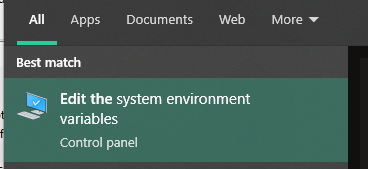 All Apps Documents Web More
Best match
Edit the system environment
variables
Control panel